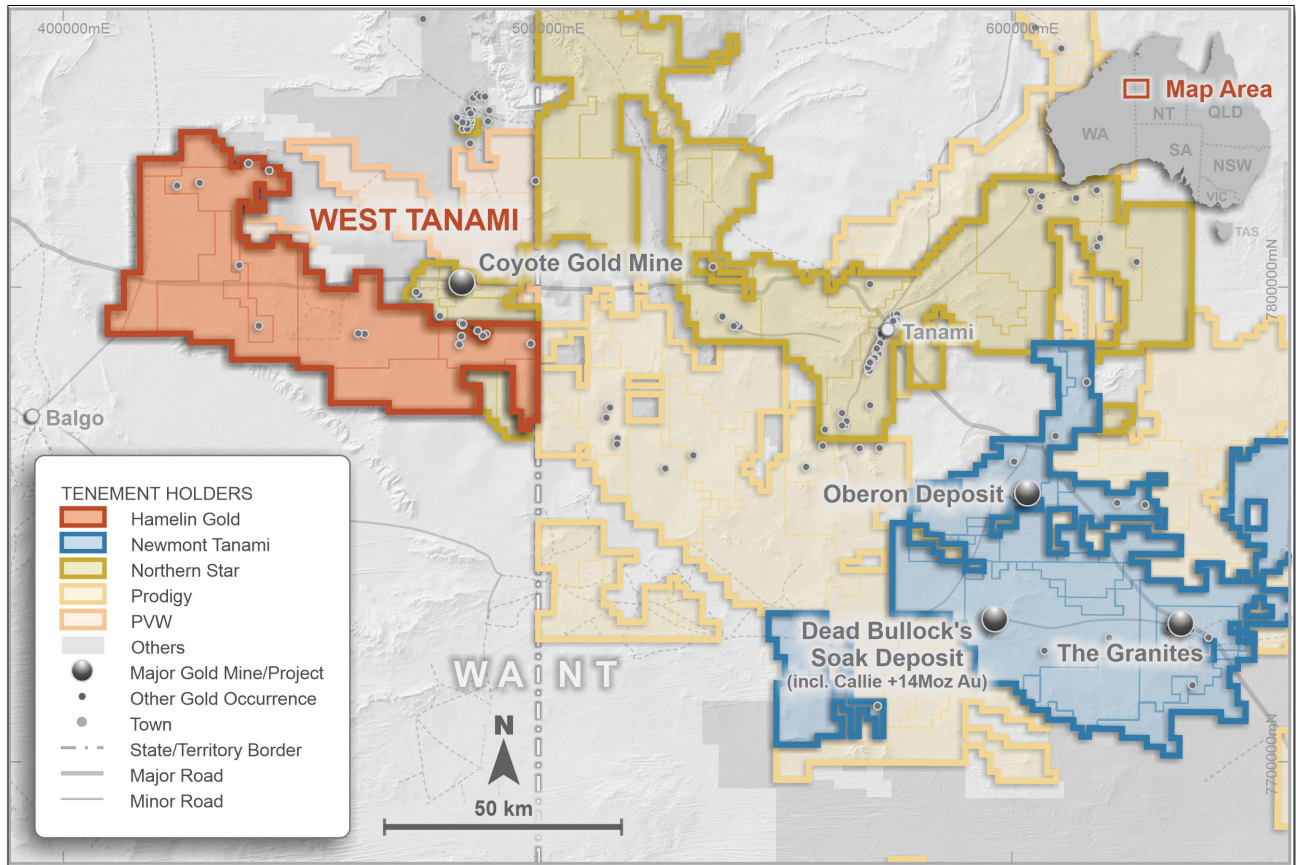 400000mE
500000mE
600000mE
Map Area
WA
NT
QLD
SA
NSW
VIC
TAS
WEST TANAMI
Coyote Gold Mine
7800000mN
Tanami
Balgo
Oberon Deposit
Dead Bullock's
Soak Deposit
(incl. Callie +14Moz Au)
The Granites
WA NT
N
50 km
7700000mN
TENEMENT HOLDERS
Hamelin Gold
Newmont Tanami
Northern Star
Prodigy
PVW
Others
Major Gold Mine/Project
Other Gold Occurrence
Town
State/Territory Border
Major Road
Minor Road